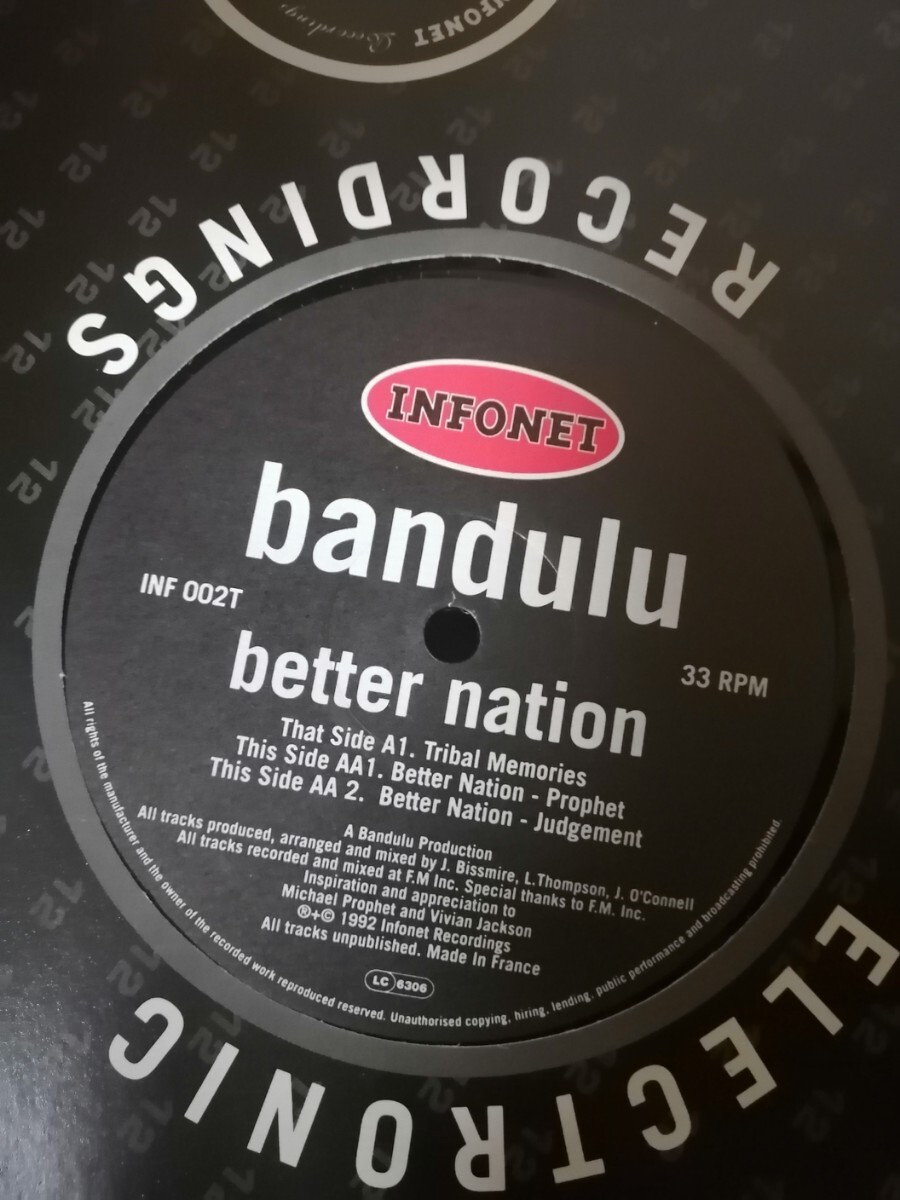 INFONET Recordings
RECORDINGS
INFONET
bandulu
INF 002T
33 RPM
better nation
That Side A1. Tribal Memories
This Side AA1. Better Nation - Prophet
This Side AA 2. Better Nation - Judgement
A Bandulu Production
All tracks produced, arranged and mixed by J. Bissmire, L.Thompson, J. O'Connell
All tracks recorded and mixed at F.M Inc. Special thanks to F.M. Inc.
Inspiration and appreciation to
Michael Prophet and Vivian Jackson
®+© 1992 Infonet Recordings
All tracks unpublished. Made In France
LC 6306
All rights of the manufacturer and the owner of the recorded work reproduced reserved. Unauthorised copying, hiring, lending, public performance and broadcasting prohibited.
ELECTRONIC
12